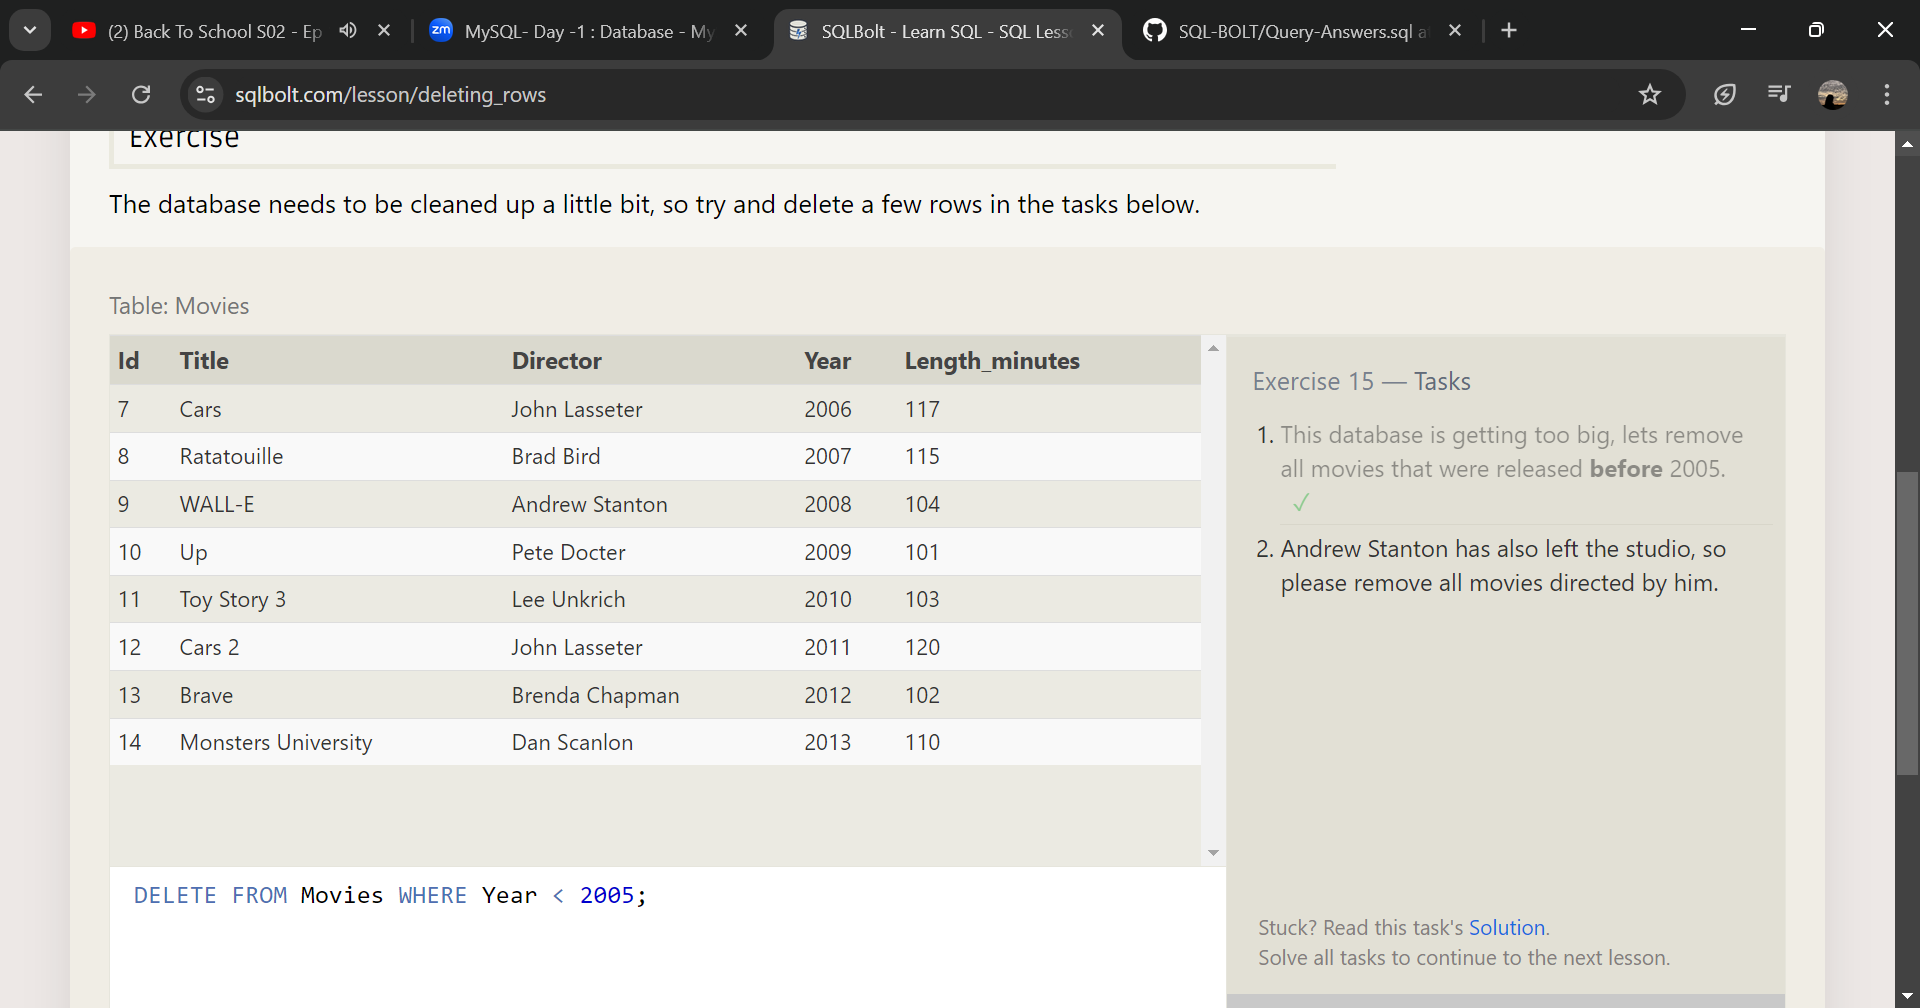 (2) Back To School S02 - Ep
zm
MySQL- Day -1 : Database - My
SQLBolt - Learn SQL - SQL Less
SQL-BOLT/Query-Answers.sql a
sqlbolt.com/lesson/deleting_rows
Exercise
The database needs to be cleaned up a little bit, so try and delete a few rows in the tasks below.
Table: Movies
Id Title Director Year Length_minutes
7 Cars John Lasseter 2006 117
8 Ratatouille Brad Bird 2007 115
9 WALL-E Andrew Stanton 2008 104
10 Up Pete Docter 2009 101
11 Toy Story 3 Lee Unkrich 2010 103
12 Cars 2 John Lasseter 2011 120
13 Brave Brenda Chapman 2012 102
14 Monsters University Dan Scanlon 2013 110
DELETE FROM Movies WHERE Year < 2005;
Exercise 15 — Tasks
1. This database is getting too big, lets remove
all movies that were released before 2005.
✓
2. Andrew Stanton has also left the studio, so
please remove all movies directed by him.
Stuck? Read this task's Solution.
Solve all tasks to continue to the next lesson.